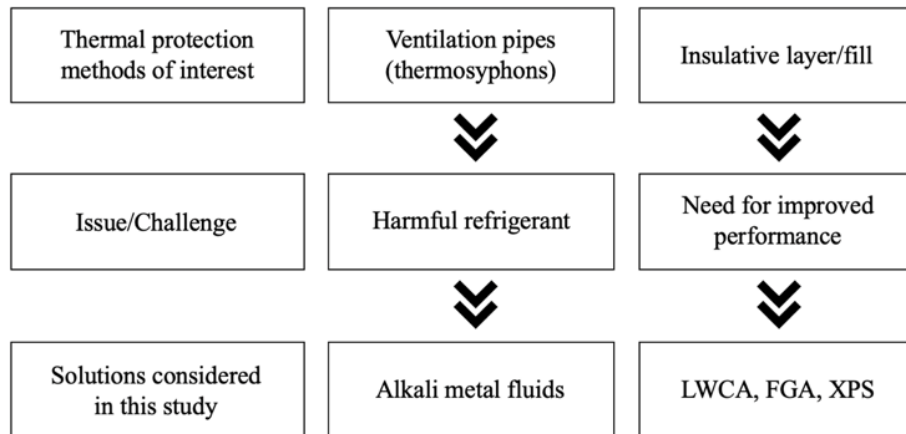 Thermal protection
methods of interest
Ventilation pipes
(thermosyphons)
Insulative layer/fill
Issue/Challenge
Harmful refrigerant
Need for improved
performance
Solutions considered
in this study
Alkali metal fluids
LWCA, FGA, XPS